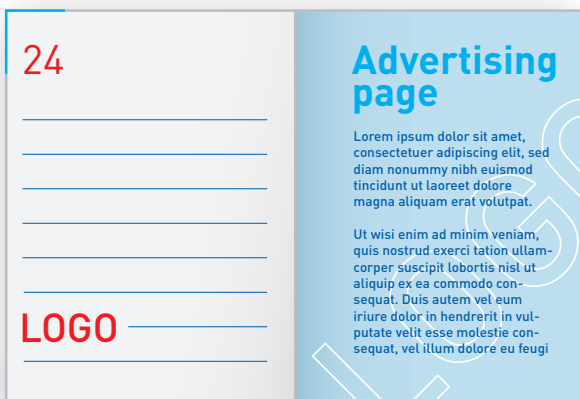 24
LOGO
Advertising
page
Lorem ipsum dolor sit amet,
consectetuer adipiscing elit, sed
diam nonummy nibh euismod
tincidunt ut laoreet dolore
magna aliquam erat volutpat.
Ut wisi enim ad minim veniam,
quis nostrud exerci tation ullam-
corper suscipit lobortis nisl ut
aliquip ex ea commodo con-
sequat. Duis autem vel eum
iriure dolor in hendrerit in vul-
putate velit esse molestie con-
sequat, vel illum dolore eu feugi